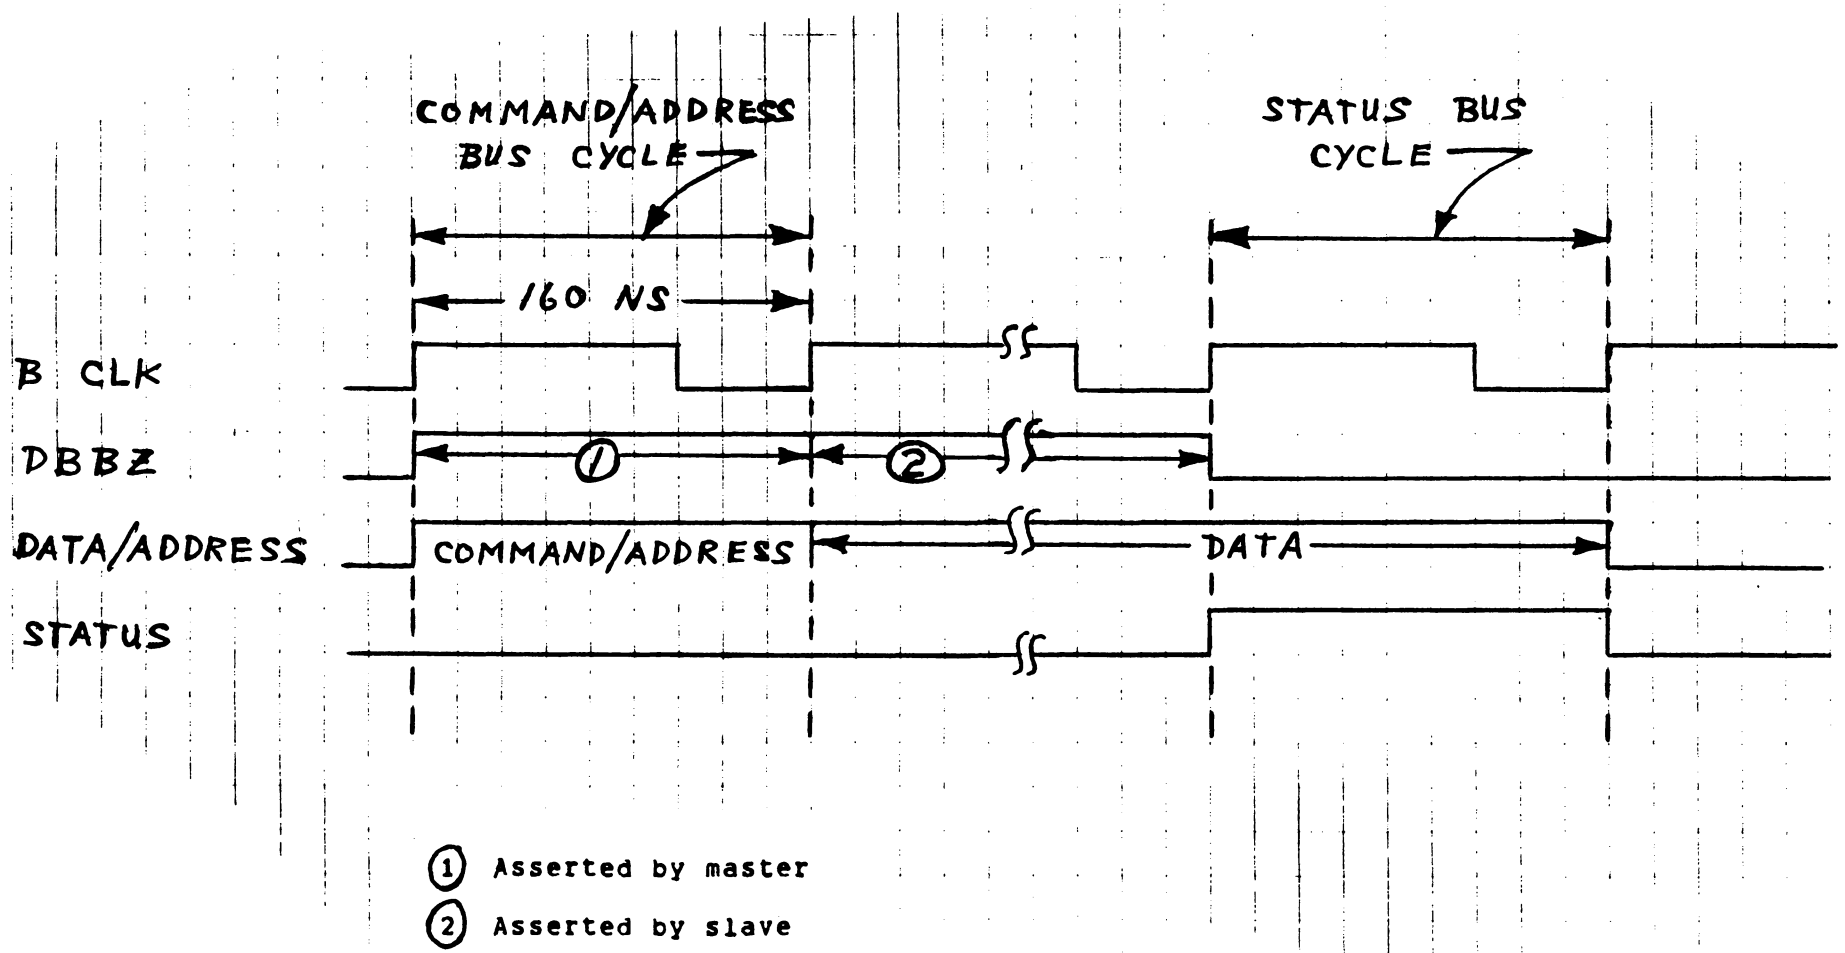 COMMAND/ADDRESS
BUS CYCLE
STATUS BUS
CYCLE
160 NS
B CLK
DBBZ
1
2
DATA/ADDRESS
COMMAND/ADDRESS
DATA
STATUS
1 Asserted by master
2 Asserted by slave